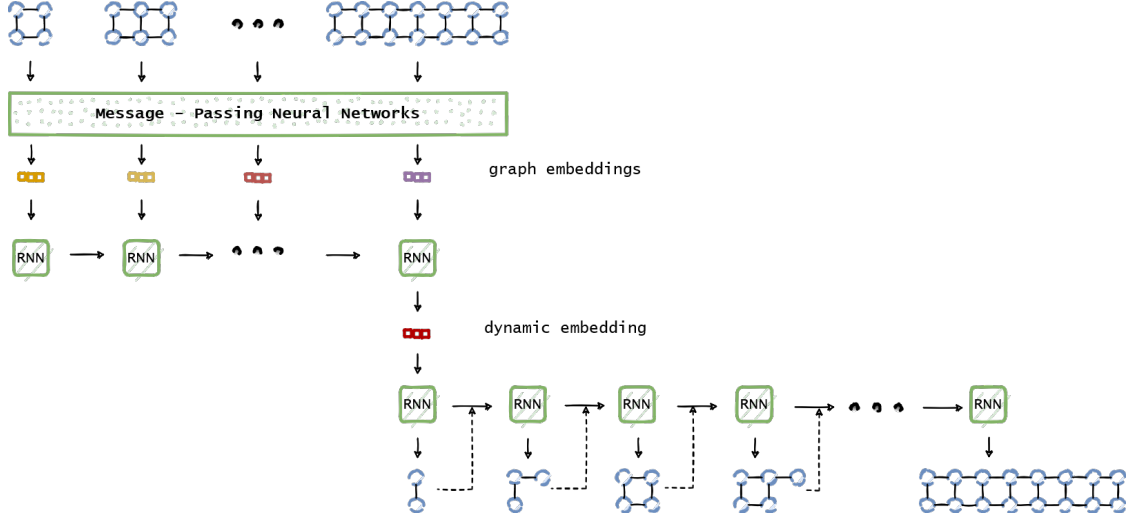 Message - Passing Neural Networks
graph embeddings
RNN
RNN
RNN
dynamic embedding
RNN
RNN
RNN
RNN
RNN